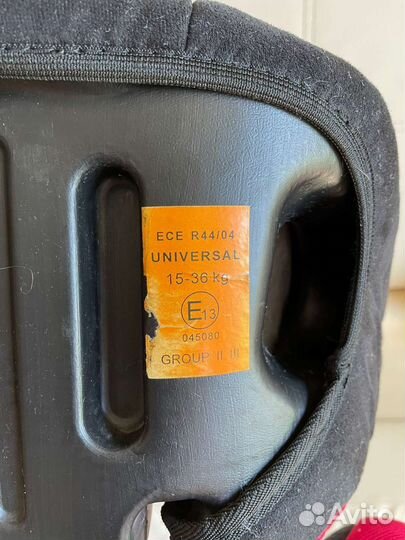 ECE R44/04
UNIVERSAL
15-36 kg
E13
045080
GROUP II, III
Avito